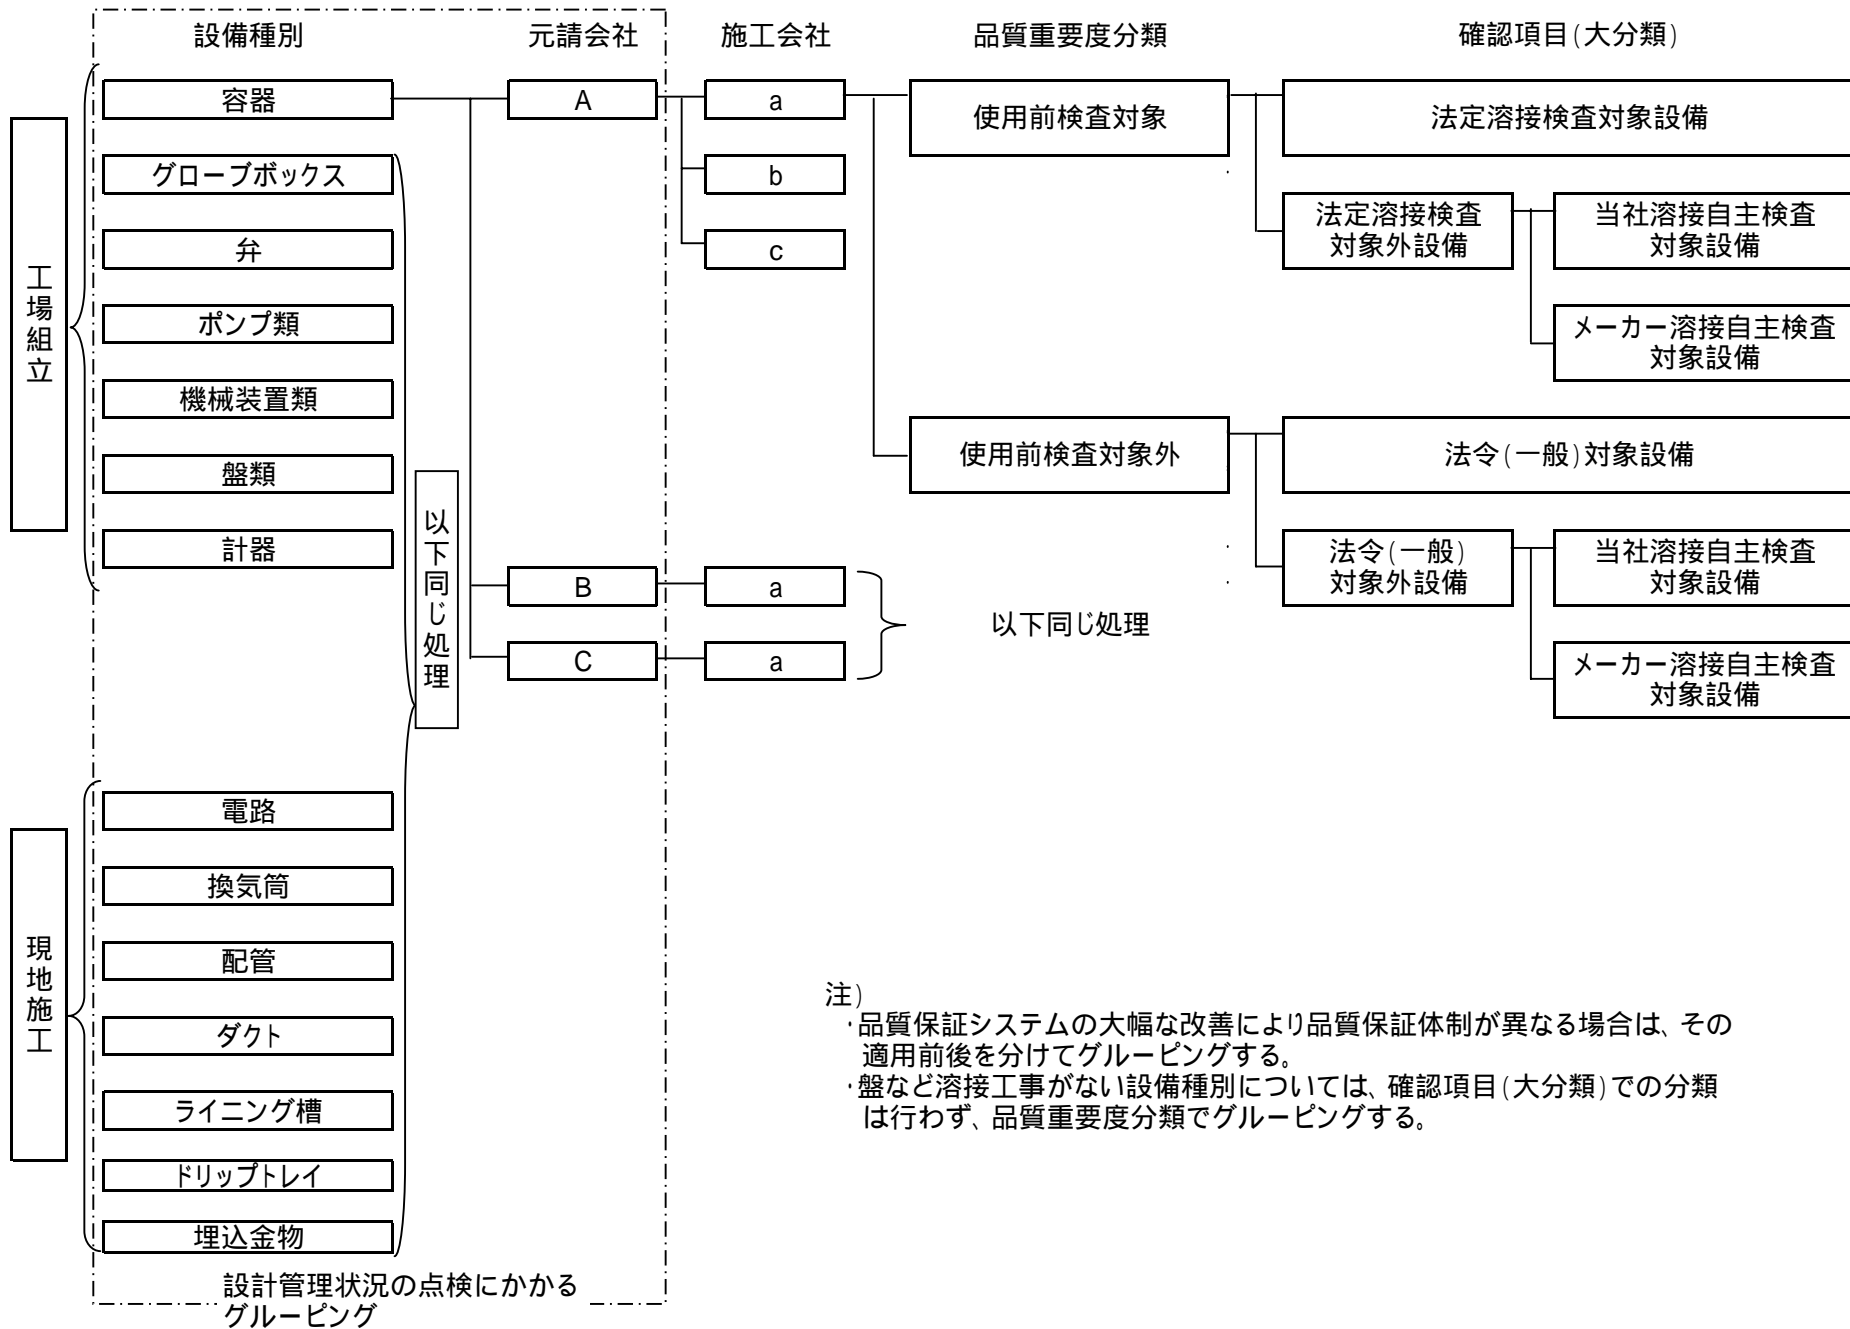 設備種別
元請会社
施工会社
品質重要度分類
確認項目(大分類)
工場組立
容器
グローブボックス
弁
ポンプ類
機械装置類
盤類
計器
以下同じ処理
A
B
C
a
b
c
a
a
以下同じ処理
使用前検査対象
使用前検査対象外
法定溶接検査対象設備
法定溶接検査
対象外設備
当社溶接自主検査
対象設備
メーカー溶接自主検査
対象設備
法令(一般)対象設備
法令(一般)
対象外設備
当社溶接自主検査
対象設備
メーカー溶接自主検査
対象設備
現地施工
電路
換気筒
配管
ダクト
ライニング槽
ドリップトレイ
埋込金物
設計管理状況の点検にかかる
グルーピング
注)
・品質保証システムの大幅な改善により品質保証体制が異なる場合は、その
適用前後を分けてグルーピングする。
・盤など溶接工事がない設備種別については、確認項目(大分類)での分類
は行わず、品質重要度分類でグルーピングする。